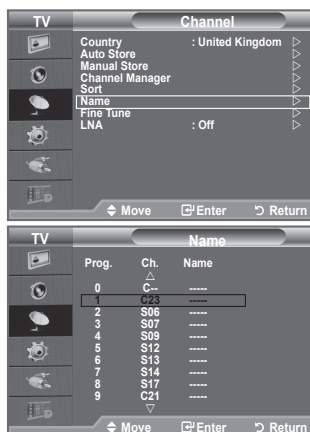 TV Channel
Country : United Kingdom ▷
Auto Store ▷
Manual Store ▷
Channel Manager ▷
Sort ▷
Name ▷
Fine Tune ▷
LNA : Off ▷
Move Enter Return
TV Name
Prog. Ch. Name
0 C-- -----
1 C23 -----
2 S06 -----
3 S07 -----
4 S09 -----
5 S12 -----
6 S13 -----
7 S14 -----
8 S17 -----
9 C21 -----
Move Enter Return